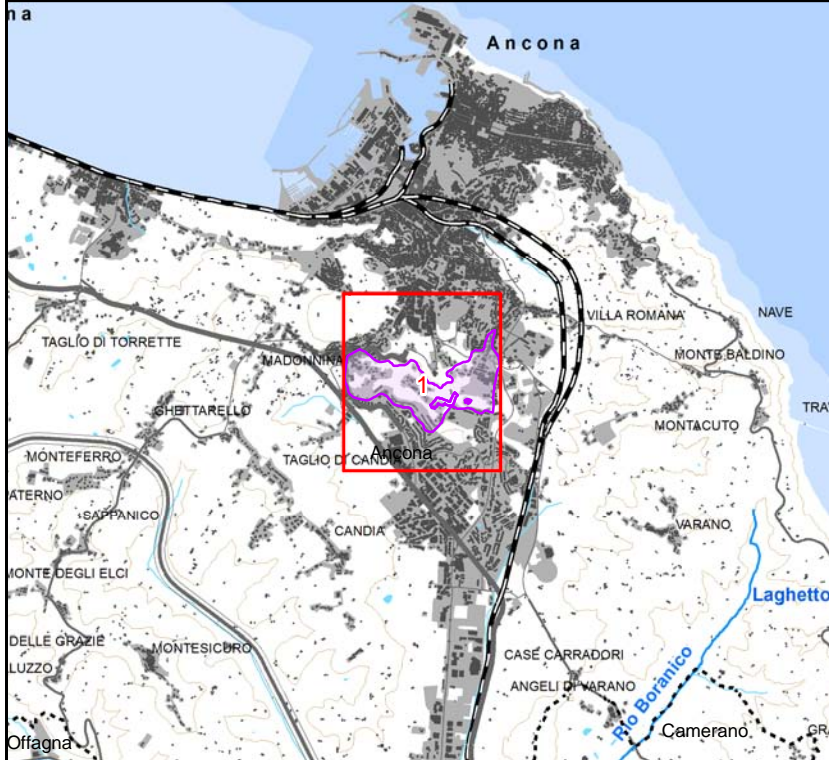 na
Ancona
VILLA ROMANA
NAVE
TAGLIO DI TORRETTE
MADONNINA
MONTE BALDINO
1
GHETTARELLO
TRA
MONTACUTO
MONTEFERRO
TAGLIO DI CANDIA
Ancona
ATERNO
SAPPANICO
CANDIA
VARANO
MONTE DEGLI ELCI
Laghetto
DELLE GRAZIE
MONTESICURO
CASE CARRADORI
LUZZO
ANGELI DI VARANO
Rio Boranico
Camerano
GR
Offagna